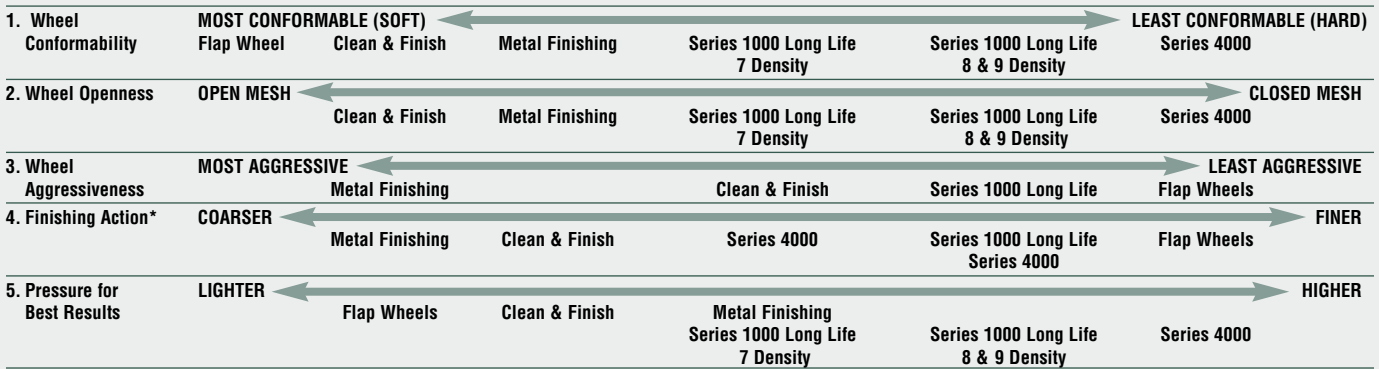 1. Wheel MOST CONFORMABLE (SOFT) LEAST CONFORMABLE (HARD)
Conformability Flap Wheel Clean & Finish Metal Finishing Series 1000 Long Life Series 1000 Long Life Series 4000
7 Density 8 & 9 Density
2. Wheel Openness OPEN MESH CLOSED MESH
Clean & Finish Metal Finishing Series 1000 Long Life Series 1000 Long Life Series 4000
7 Density 8 & 9 Density
3. Wheel MOST AGGRESSIVE LEAST AGGRESSIVE
Aggressiveness Metal Finishing Clean & Finish Series 1000 Long Life Flap Wheels
4. Finishing Action* COARSER FINER
Metal Finishing Clean & Finish Series 4000 Series 1000 Long Life Flap Wheels
Series 4000
5. Pressure for LIGHTER HIGHER
Best Results Flap Wheels Clean & Finish Metal Finishing
Series 1000 Long Life Series 1000 Long Life Series 4000
7 Density 8 & 9 Density